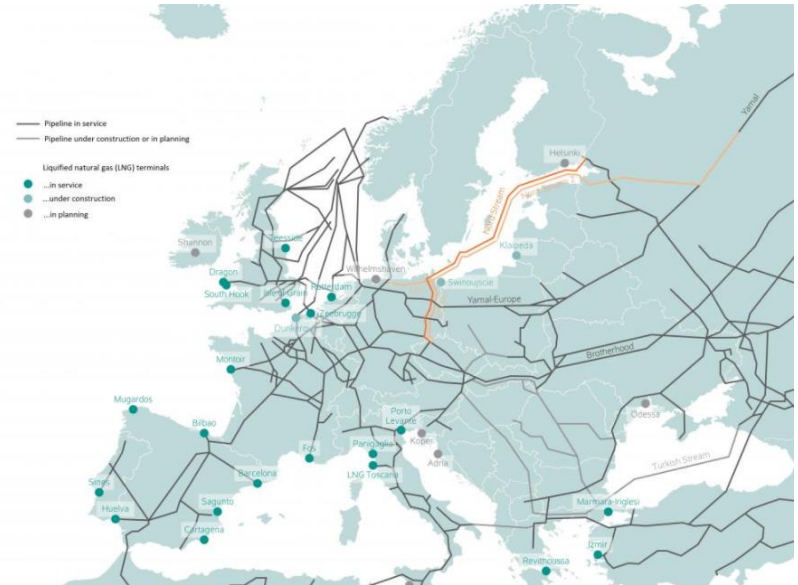 Pipeline in service
Pipeline under construction or in planning
Liquified natural gas (LNG) terminals
...in service
...under construction
...in planning
Yamal
Helsinki
Nord Stream
Shannon
Teesside
Klaipeda
Wilhelmshaven
Dragon
South Hook
Isle of Grain
Rotterdam
Swinoujscie
Zeebrugge
Yamal-Europe
Dunkerque
Brotherhood
Montoir
Mugardos
Bilbao
Porto
Levante
Koper
Odessa
Fos
Panigaglia
Adria
LNG Toscana
Turkish Stream
Barcelona
Sines
Huelva
Sagunto
Cartagena
Marmara-Iriglesi
Izmir
Revithoussa